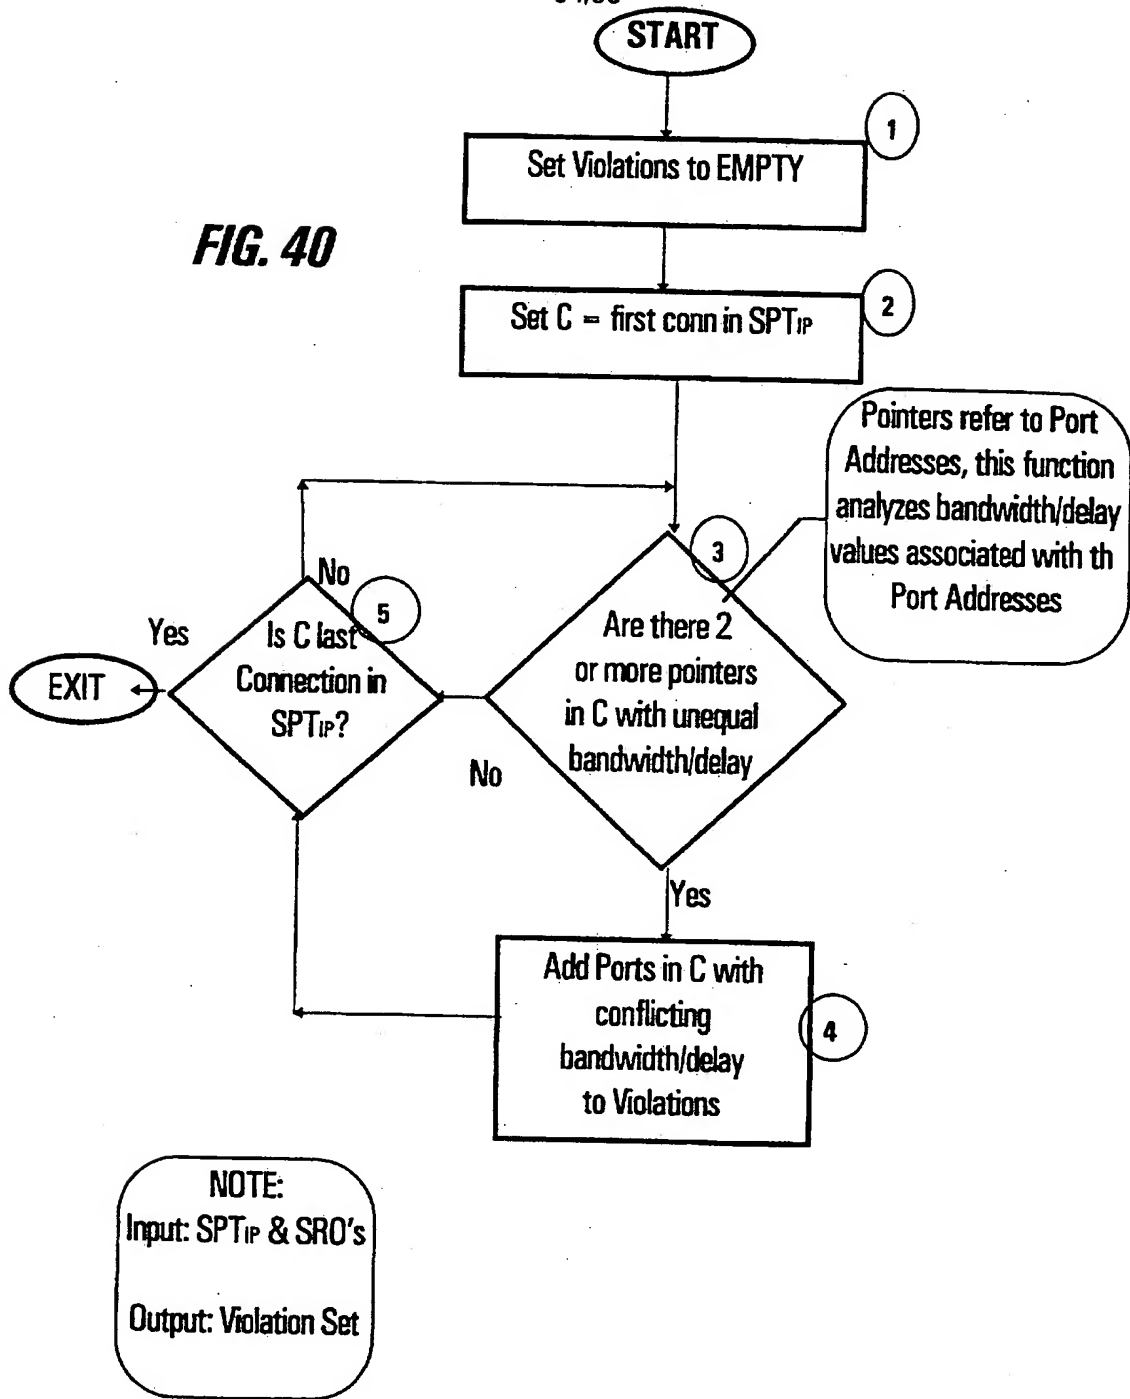 START
1
Set Violations to EMPTY
FIG. 40
2
Set C = first conn in SPTIP
Pointers refer to Port
Addresses, this function
analyzes bandwidth/delay
values associated with th
Port Addresses
3
Are there 2
or more pointers
in C with unequal
bandwidth/delay
No
5
Yes
Is C last
Connection in
SPTIP?
EXIT
No
Yes
Add Ports in C with
conflicting
bandwidth/delay
to Violations
4
NOTE:
Input: SPTIP & SRO's
Output: Violation Set